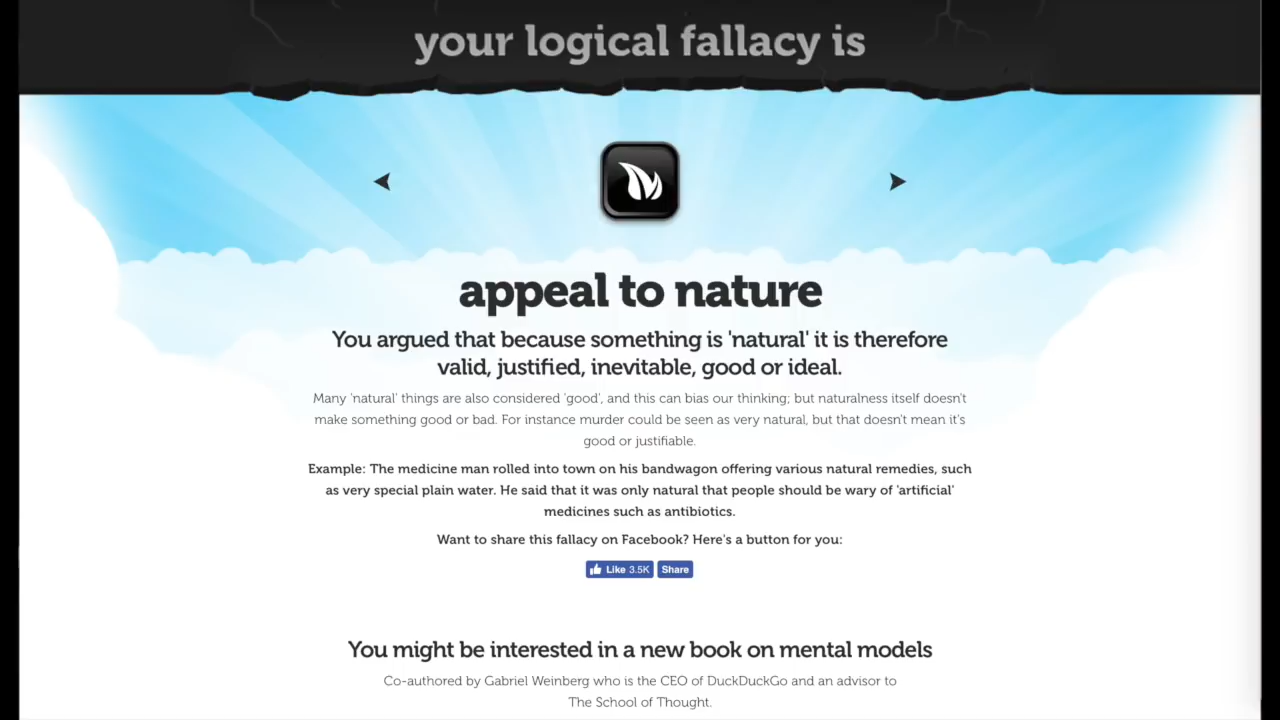 your logical fallacy is
appeal to nature
You argued that because something is 'natural' it is therefore
valid, justified, inevitable, good or ideal.
Many 'natural' things are also considered 'good', and this can bias our thinking; but naturalness itself doesn't
make something good or bad. For instance murder could be seen as very natural, but that doesn't mean it's
good or justifiable.
Example: The medicine man rolled into town on his bandwagon offering various natural remedies, such
as very special plain water. He said that it was only natural that people should be wary of 'artificial'
medicines such as antibiotics.
Want to share this fallacy on Facebook? Here's a button for you:
Like 3.5K Share
You might be interested in a new book on mental models
Co-authored by Gabriel Weinberg who is the CEO of DuckDuckGo and an advisor to
The School of Thought.